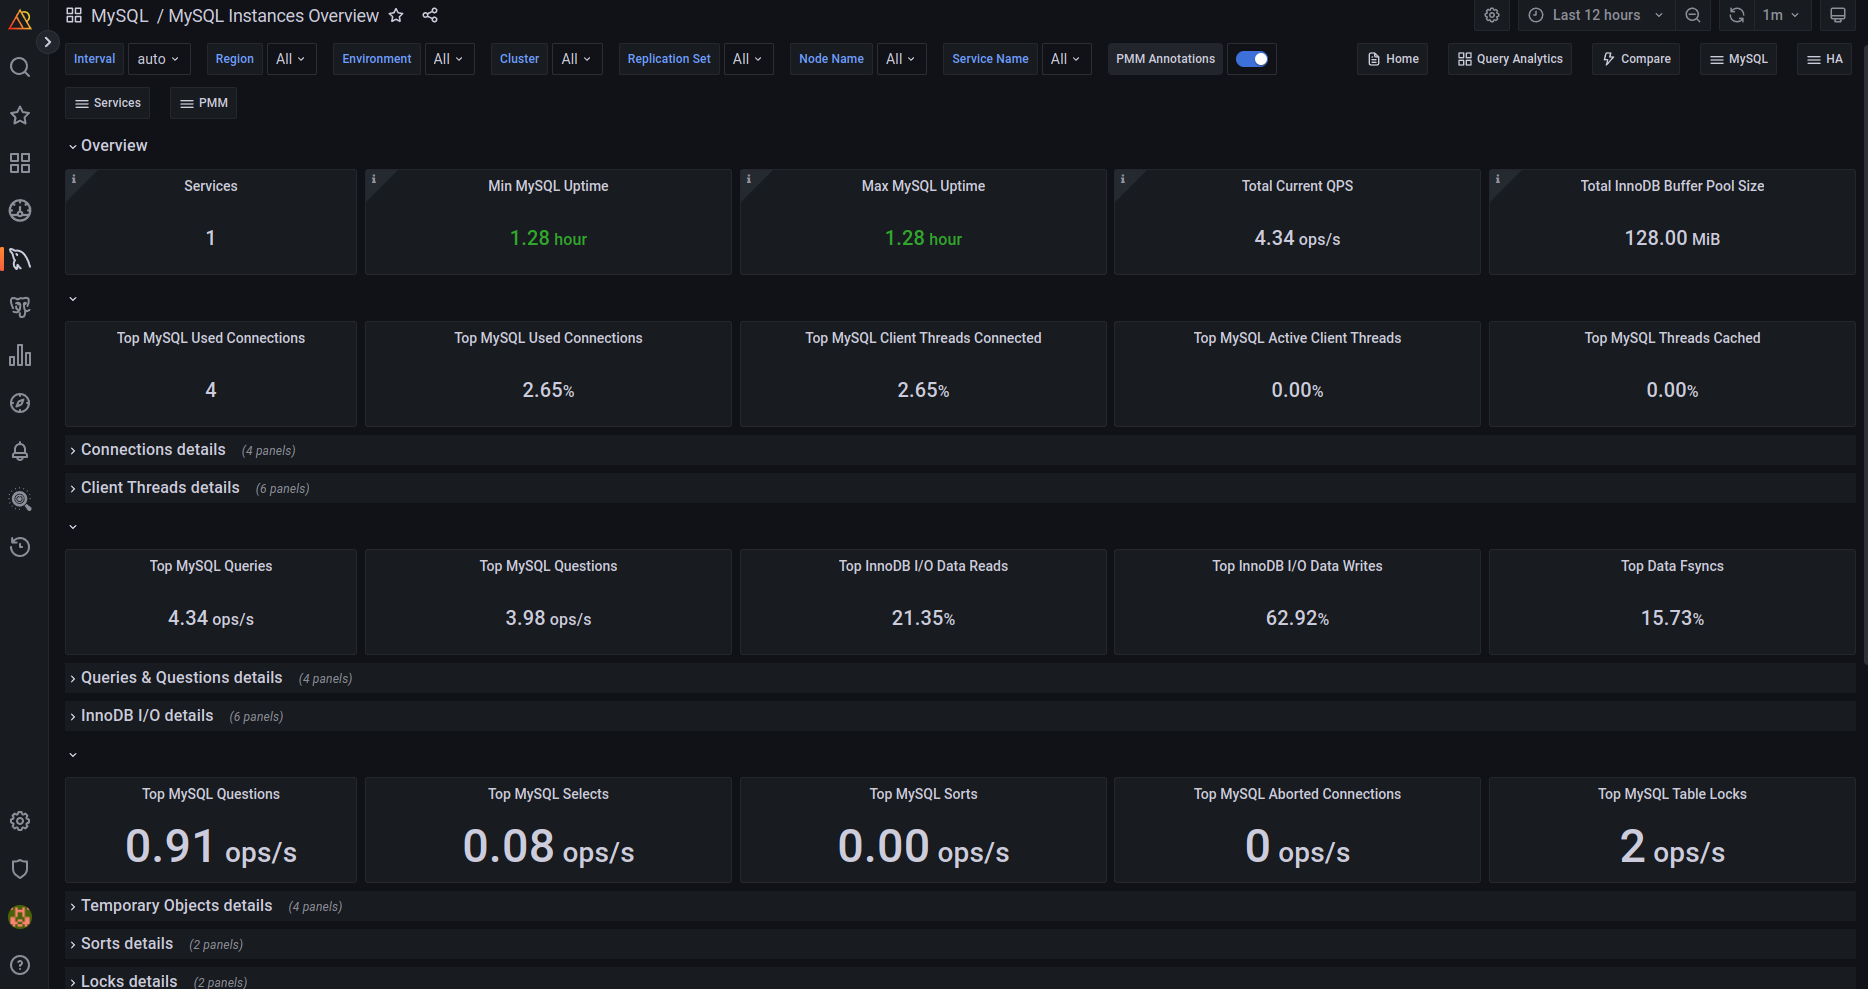 MySQL / MySQL Instances Overview
Last 12 hours
1m
Interval auto Region All Environment All Cluster All Replication Set All Node Name All Service Name All PMM Annotations Home Query Analytics Compare MySQL HA
Services PMM
Overview
Services
1
Min MySQL Uptime
1.28 hour
Max MySQL Uptime
1.28 hour
Total Current QPS
4.34 ops/s
Total InnoDB Buffer Pool Size
128.00 MiB
Top MySQL Used Connections
4
Top MySQL Used Connections
2.65%
Top MySQL Client Threads Connected
2.65%
Top MySQL Active Client Threads
0.00%
Top MySQL Threads Cached
0.00%
Connections details (4 panels)
Client Threads details (6 panels)
Top MySQL Queries
4.34 ops/s
Top MySQL Questions
3.98 ops/s
Top InnoDB I/O Data Reads
21.35%
Top InnoDB I/O Data Writes
62.92%
Top Data Fsyncs
15.73%
Queries & Questions details (4 panels)
InnoDB I/O details (6 panels)
Top MySQL Questions
0.91 ops/s
Top MySQL Selects
0.08 ops/s
Top MySQL Sorts
0.00 ops/s
Top MySQL Aborted Connections
0 ops/s
Top MySQL Table Locks
2 ops/s
Temporary Objects details (4 panels)
Sorts details (2 panels)
Locks details (2 panels)